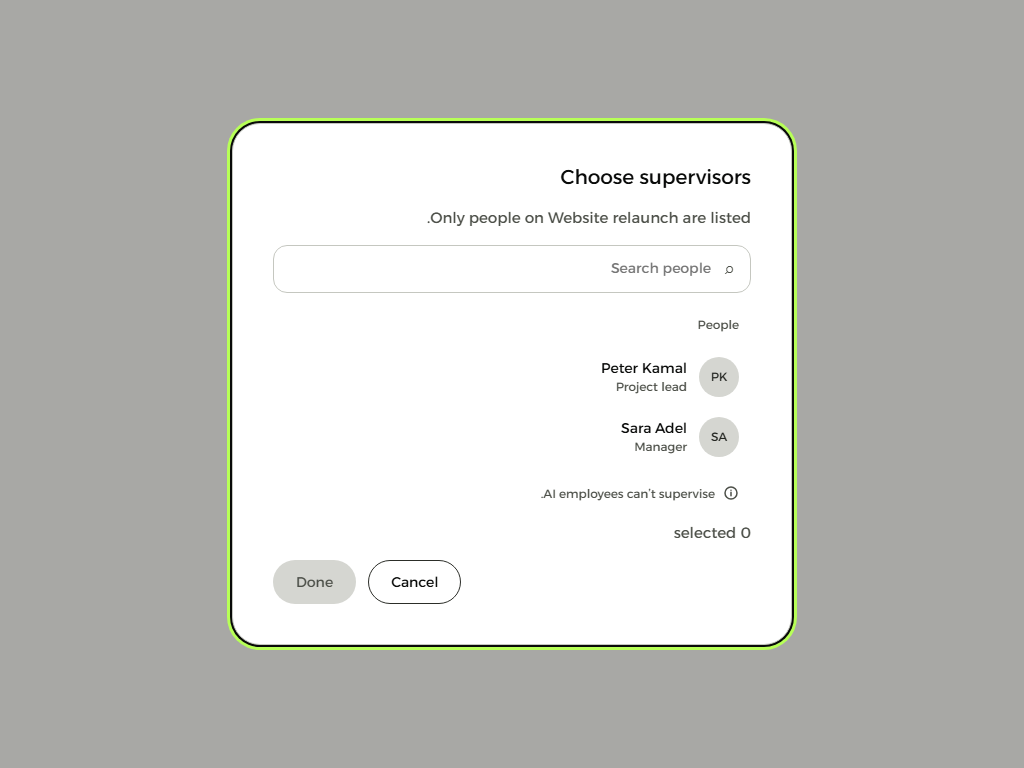 Choose supervisors
Only people on Website relaunch are listed.
Search people
People
PK
Peter Kamal
Project lead
SA
Sara Adel
Manager
AI employees can’t supervise.
0 selected
Cancel
Done